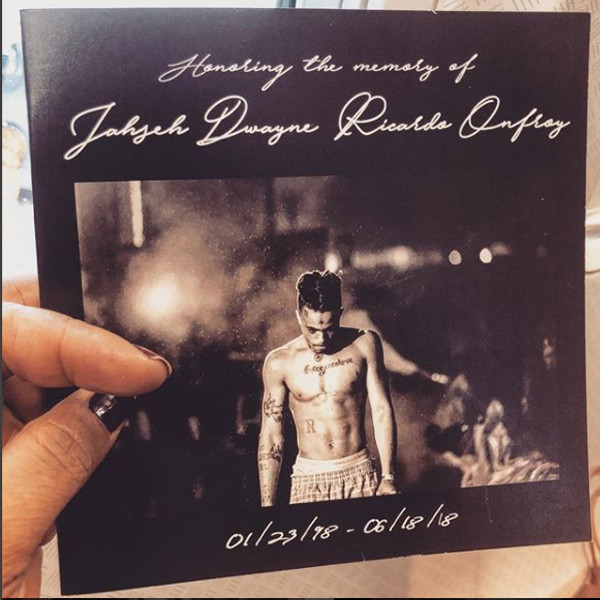 Honoring the memory of
Jahseh Dwayne Ricardo Onfroy
01/23/98 - 06/18/18